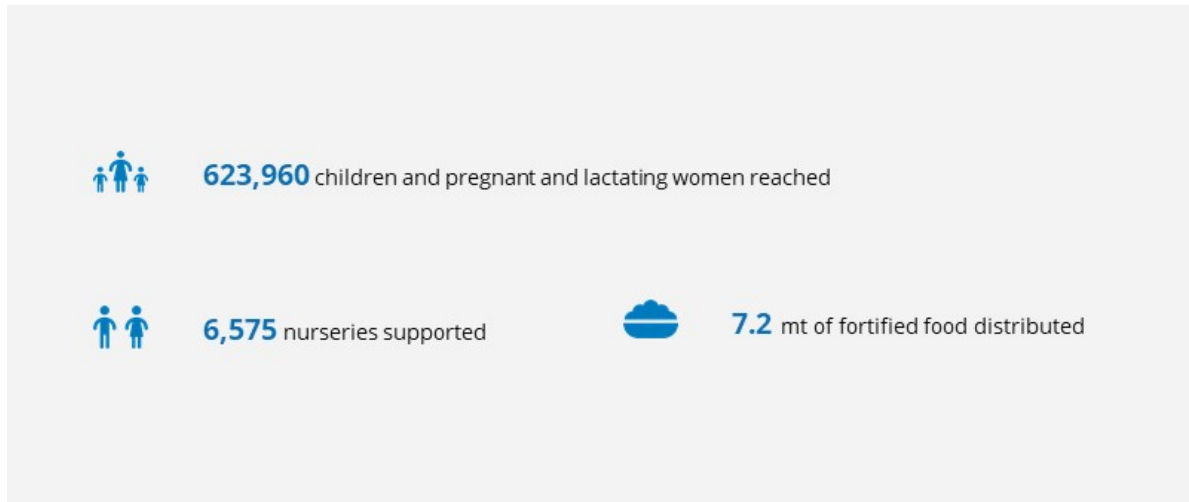 623,960 children and pregnant and lactating women reached
6,575 nurseries supported
7.2 mt of fortified food distributed